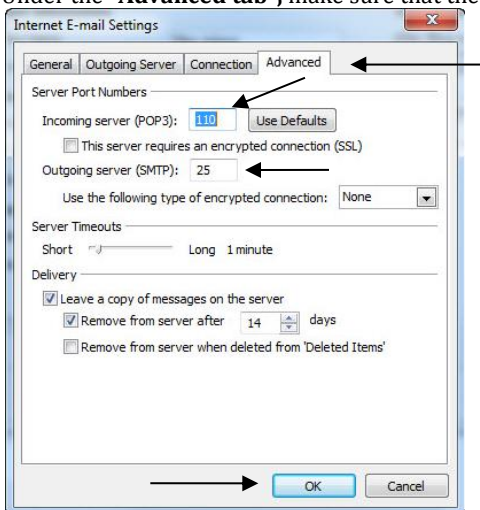 Under the "Advanced tab", make sure that the
Internet E-mail Settings
General Outgoing Server Connection Advanced
Server Port Numbers
Incoming server (POP3): 110 Use Defaults
This server requires an encrypted connection (SSL)
Outgoing server (SMTP): 25
Use the following type of encrypted connection: None
Server Timeouts
Short Long 1 minute
Delivery
Leave a copy of messages on the server
Remove from server after 14 days
Remove from server when deleted from 'Deleted Items'
OK Cancel